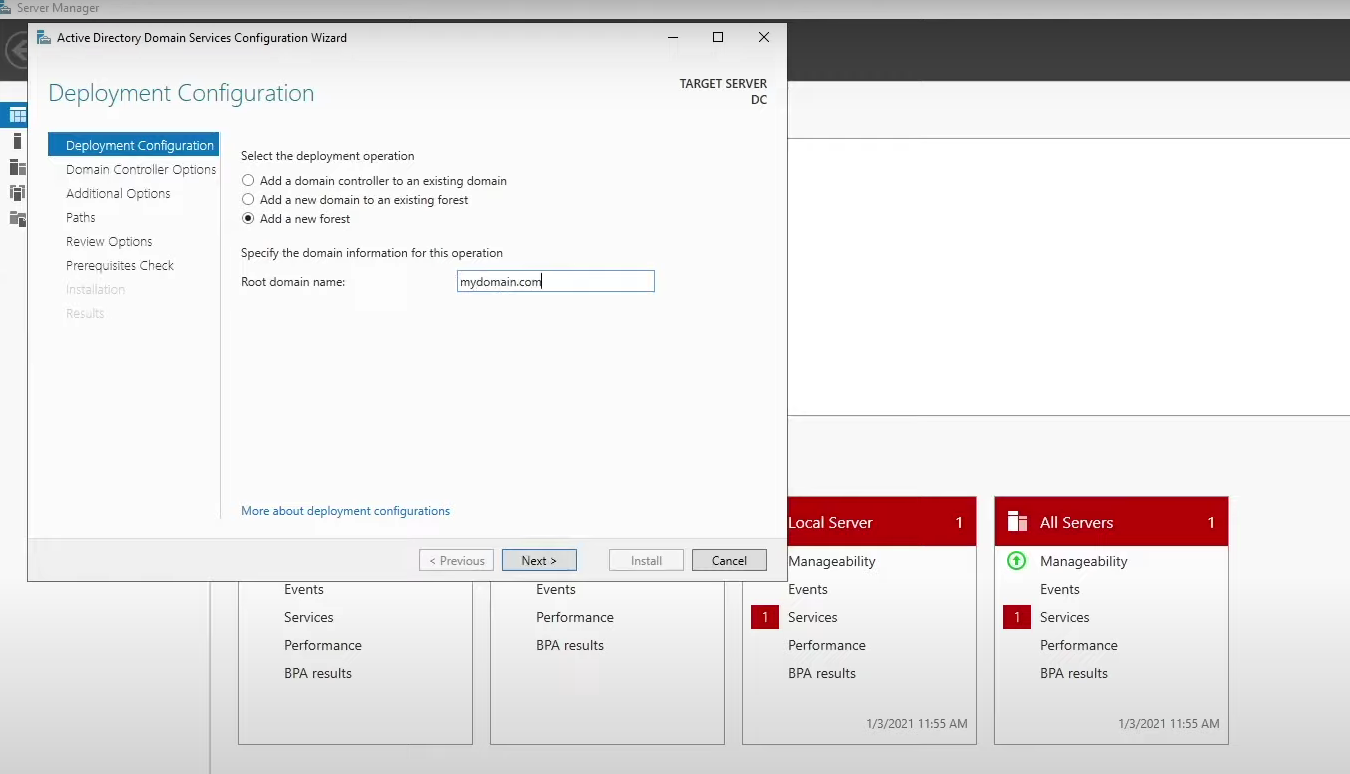 Server Manager
Active Directory Domain Services Configuration Wizard
Deployment Configuration
TARGET SERVER
DC
Deployment Configuration
Domain Controller Options
Additional Options
Paths
Review Options
Prerequisites Check
Installation
Results
Select the deployment operation
Add a domain controller to an existing domain
Add a new domain to an existing forest
Add a new forest
Specify the domain information for this operation
Root domain name:
mydomain.com
More about deployment configurations
< Previous
Next >
Install
Cancel
Events
Services
Performance
BPA results
Events
Performance
BPA results
Local Server 1
Manageability
Events
1 Services
Performance
BPA results
1/3/2021 11:55 AM
All Servers 1
Manageability
Events
1 Services
Performance
BPA results
1/3/2021 11:55 AM